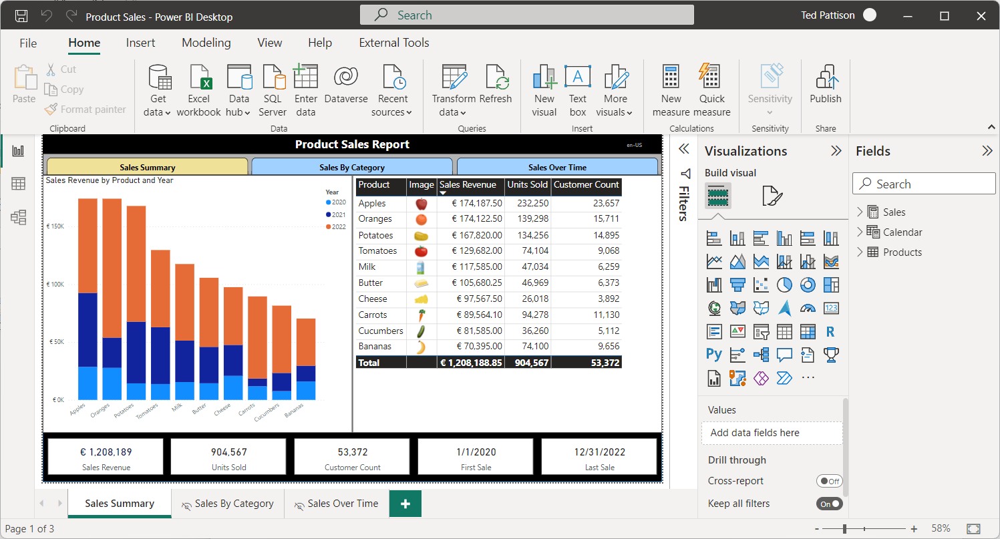 Product Sales - Power BI Desktop
Search
Ted Pattison
File Home Insert Modeling View Help External Tools
Paste
Cut
Copy
Format painter
Clipboard
Get data
Excel workbook
Data hub
SQL Server
Enter data
Dataverse
Recent sources
Data
Transform data
Refresh
Queries
New visual
Text box
More visuals
Insert
New measure
Quick measure
Calculations
Sensitivity
Sensitivity
Publish
Share
Product Sales Report
en-US
Sales Summary
Sales By Category
Sales Over Time
Sales Revenue by Product and Year
Year
2020
2021
2022
€ 150K
€ 100K
€ 50K
€ 0K
Apples
Oranges
Potatoes
Tomatoes
Milk
Butter
Cheese
Carrots
Cucumbers
Bananas
Product Image Sales Revenue Units Sold Customer Count
Apples € 174,187.50 232,250 23,657
Oranges € 174,122.50 139,298 15,711
Potatoes € 167,820.00 134,256 14,895
Tomatoes € 129,682.00 74,104 9,068
Milk € 117,585.00 47,034 6,259
Butter € 105,680.25 46,969 6,373
Cheese € 97,567.50 26,018 3,892
Carrots € 89,564.10 94,278 11,130
Cucumbers € 81,585.00 36,260 5,112
Bananas € 70,395.00 74,100 9,656
Total € 1,208,188.85 904,567 53,372
€ 1,208,189
Sales Revenue
904,567
Units Sold
53,372
Customer Count
1/1/2020
First Sale
12/31/2022
Last Sale
Filters
Visualizations
Build visual
123
R
Py
Values
Add data fields here
Drill through
Cross-report
Off
Keep all filters
On
Fields
Search
Sales
Calendar
Products
Sales Summary
Sales By Category
Sales Over Time
+
Page 1 of 3
- + 58%